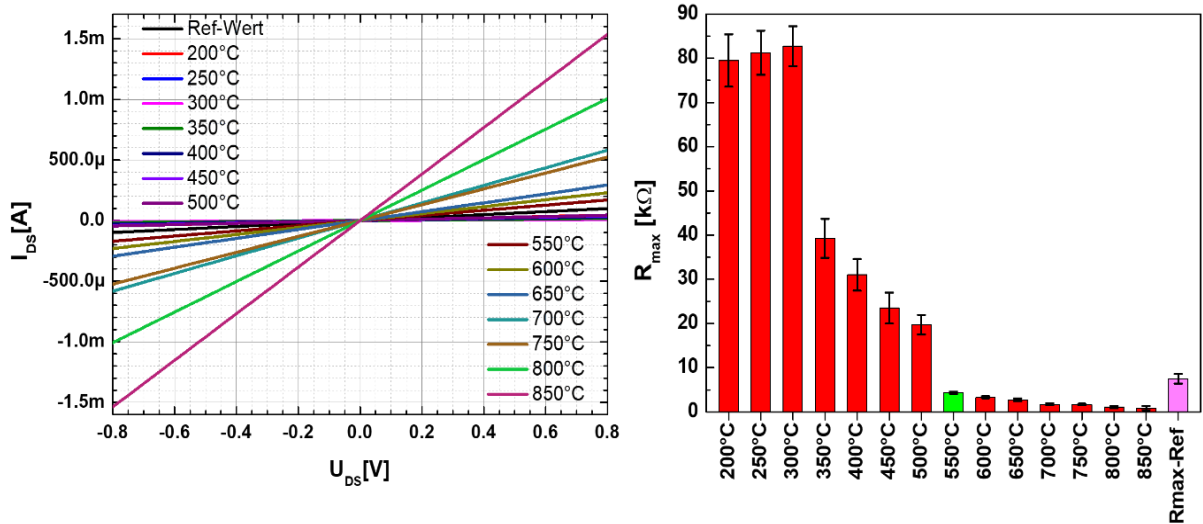 1.5m
1.0m
500.0µ
0.0
-500.0µ
-1.0m
-1.5m
I_DS[A]
Ref-Wert
200°C
250°C
300°C
350°C
400°C
450°C
500°C
550°C
600°C
650°C
700°C
750°C
800°C
850°C
-0.8 -0.6 -0.4 -0.2 0.0 0.2 0.4 0.6 0.8
U_DS[V]
90
80
70
60
50
40
30
20
10
0
R_max [kΩ]
200°C
250°C
300°C
350°C
400°C
450°C
500°C
550°C
600°C
650°C
700°C
750°C
800°C
850°C
Rmax-Ref